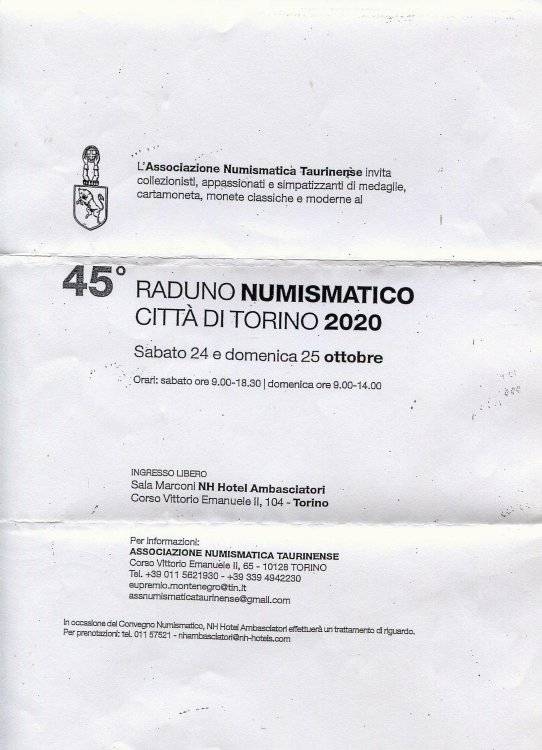 L'Associazione Numismatica Taurinense invita
collezionisti, appassionati e simpatizzanti di medaglie,
cartamoneta, monete classiche e moderne al
45° RADUNO NUMISMATICO
CITTÀ DI TORINO 2020
Sabato 24 e domenica 25 ottobre
Orari: sabato ore 9.00-18.30 | domenica ore 9.00-14.00
INGRESSO LIBERO
Sala Marconi NH Hotel Ambasciatori
Corso Vittorio Emanuele II, 104 - Torino
Per informazioni:
ASSOCIAZIONE NUMISMATICA TAURINENSE
Corso Vittorio Emanuele II, 65 - 10128 TORINO
Tel. +39 011 5621930 - +39 339 4942230
eupremio.montenegro@tin.it
assnumismaticataurinense@gmail.com
In occasione del Convegno Numismatico, NH Hotel Ambasciatori effettuerà un trattamento di riguardo.
Per prenotazioni: tel. 011 57521 - nhambasciatori@nh-hotels.com